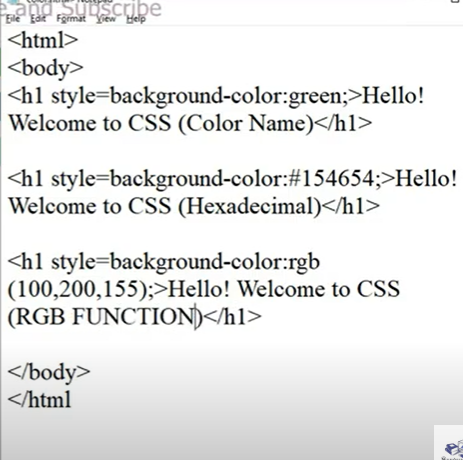 and Subscribe
File Edit Format View Help
<html>
<body>
<h1 style=background-color:green;>Hello!
Welcome to CSS (Color Name)</h1>
<h1 style=background-color:#154654;>Hello!
Welcome to CSS (Hexadecimal)</h1>
<h1 style=background-color:rgb
(100,200,155);>Hello! Welcome to CSS
(RGB FUNCTION)</h1>
</body>
</html